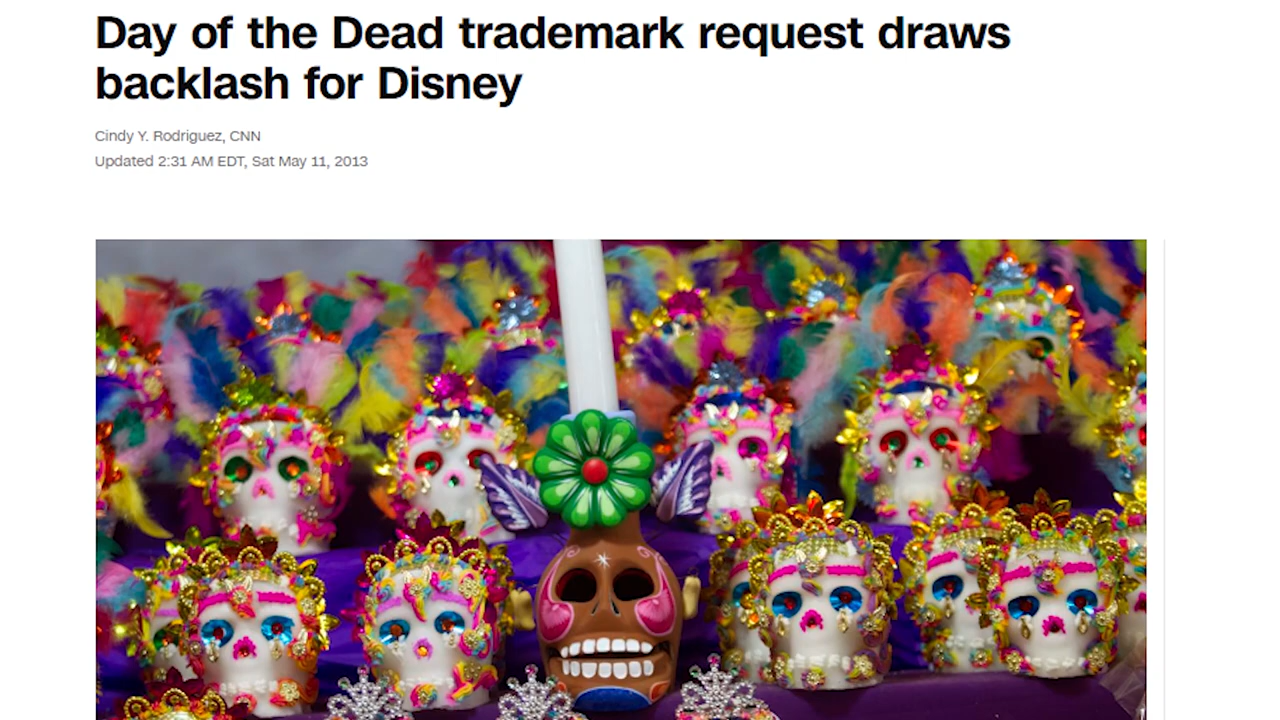 Day of the Dead trademark request draws
backlash for Disney
Cindy Y. Rodriguez, CNN
Updated 2:31 AM EDT, Sat May 11, 2013